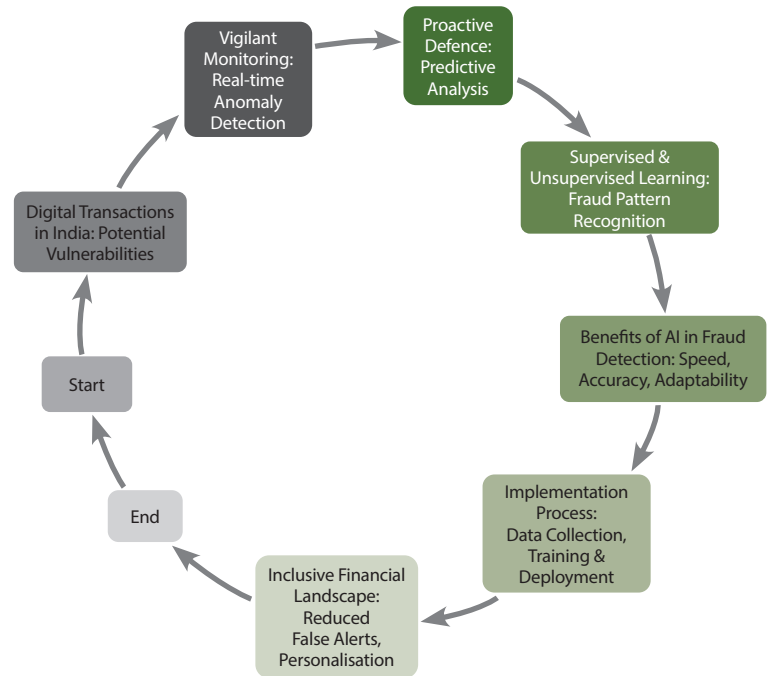 Start
Digital Transactions
in India: Potential
Vulnerabilities
Vigilant
Monitoring:
Real-time
Anomaly
Detection
Proactive
Defence:
Predictive
Analysis
Supervised &
Unsupervised Learning:
Fraud Pattern
Recognition
Benefits of AI in Fraud
Detection: Speed,
Accuracy, Adaptability
Implementation
Process:
Data Collection,
Training &
Deployment
Inclusive Financial
Landscape:
Reduced
False Alerts,
Personalisation
End